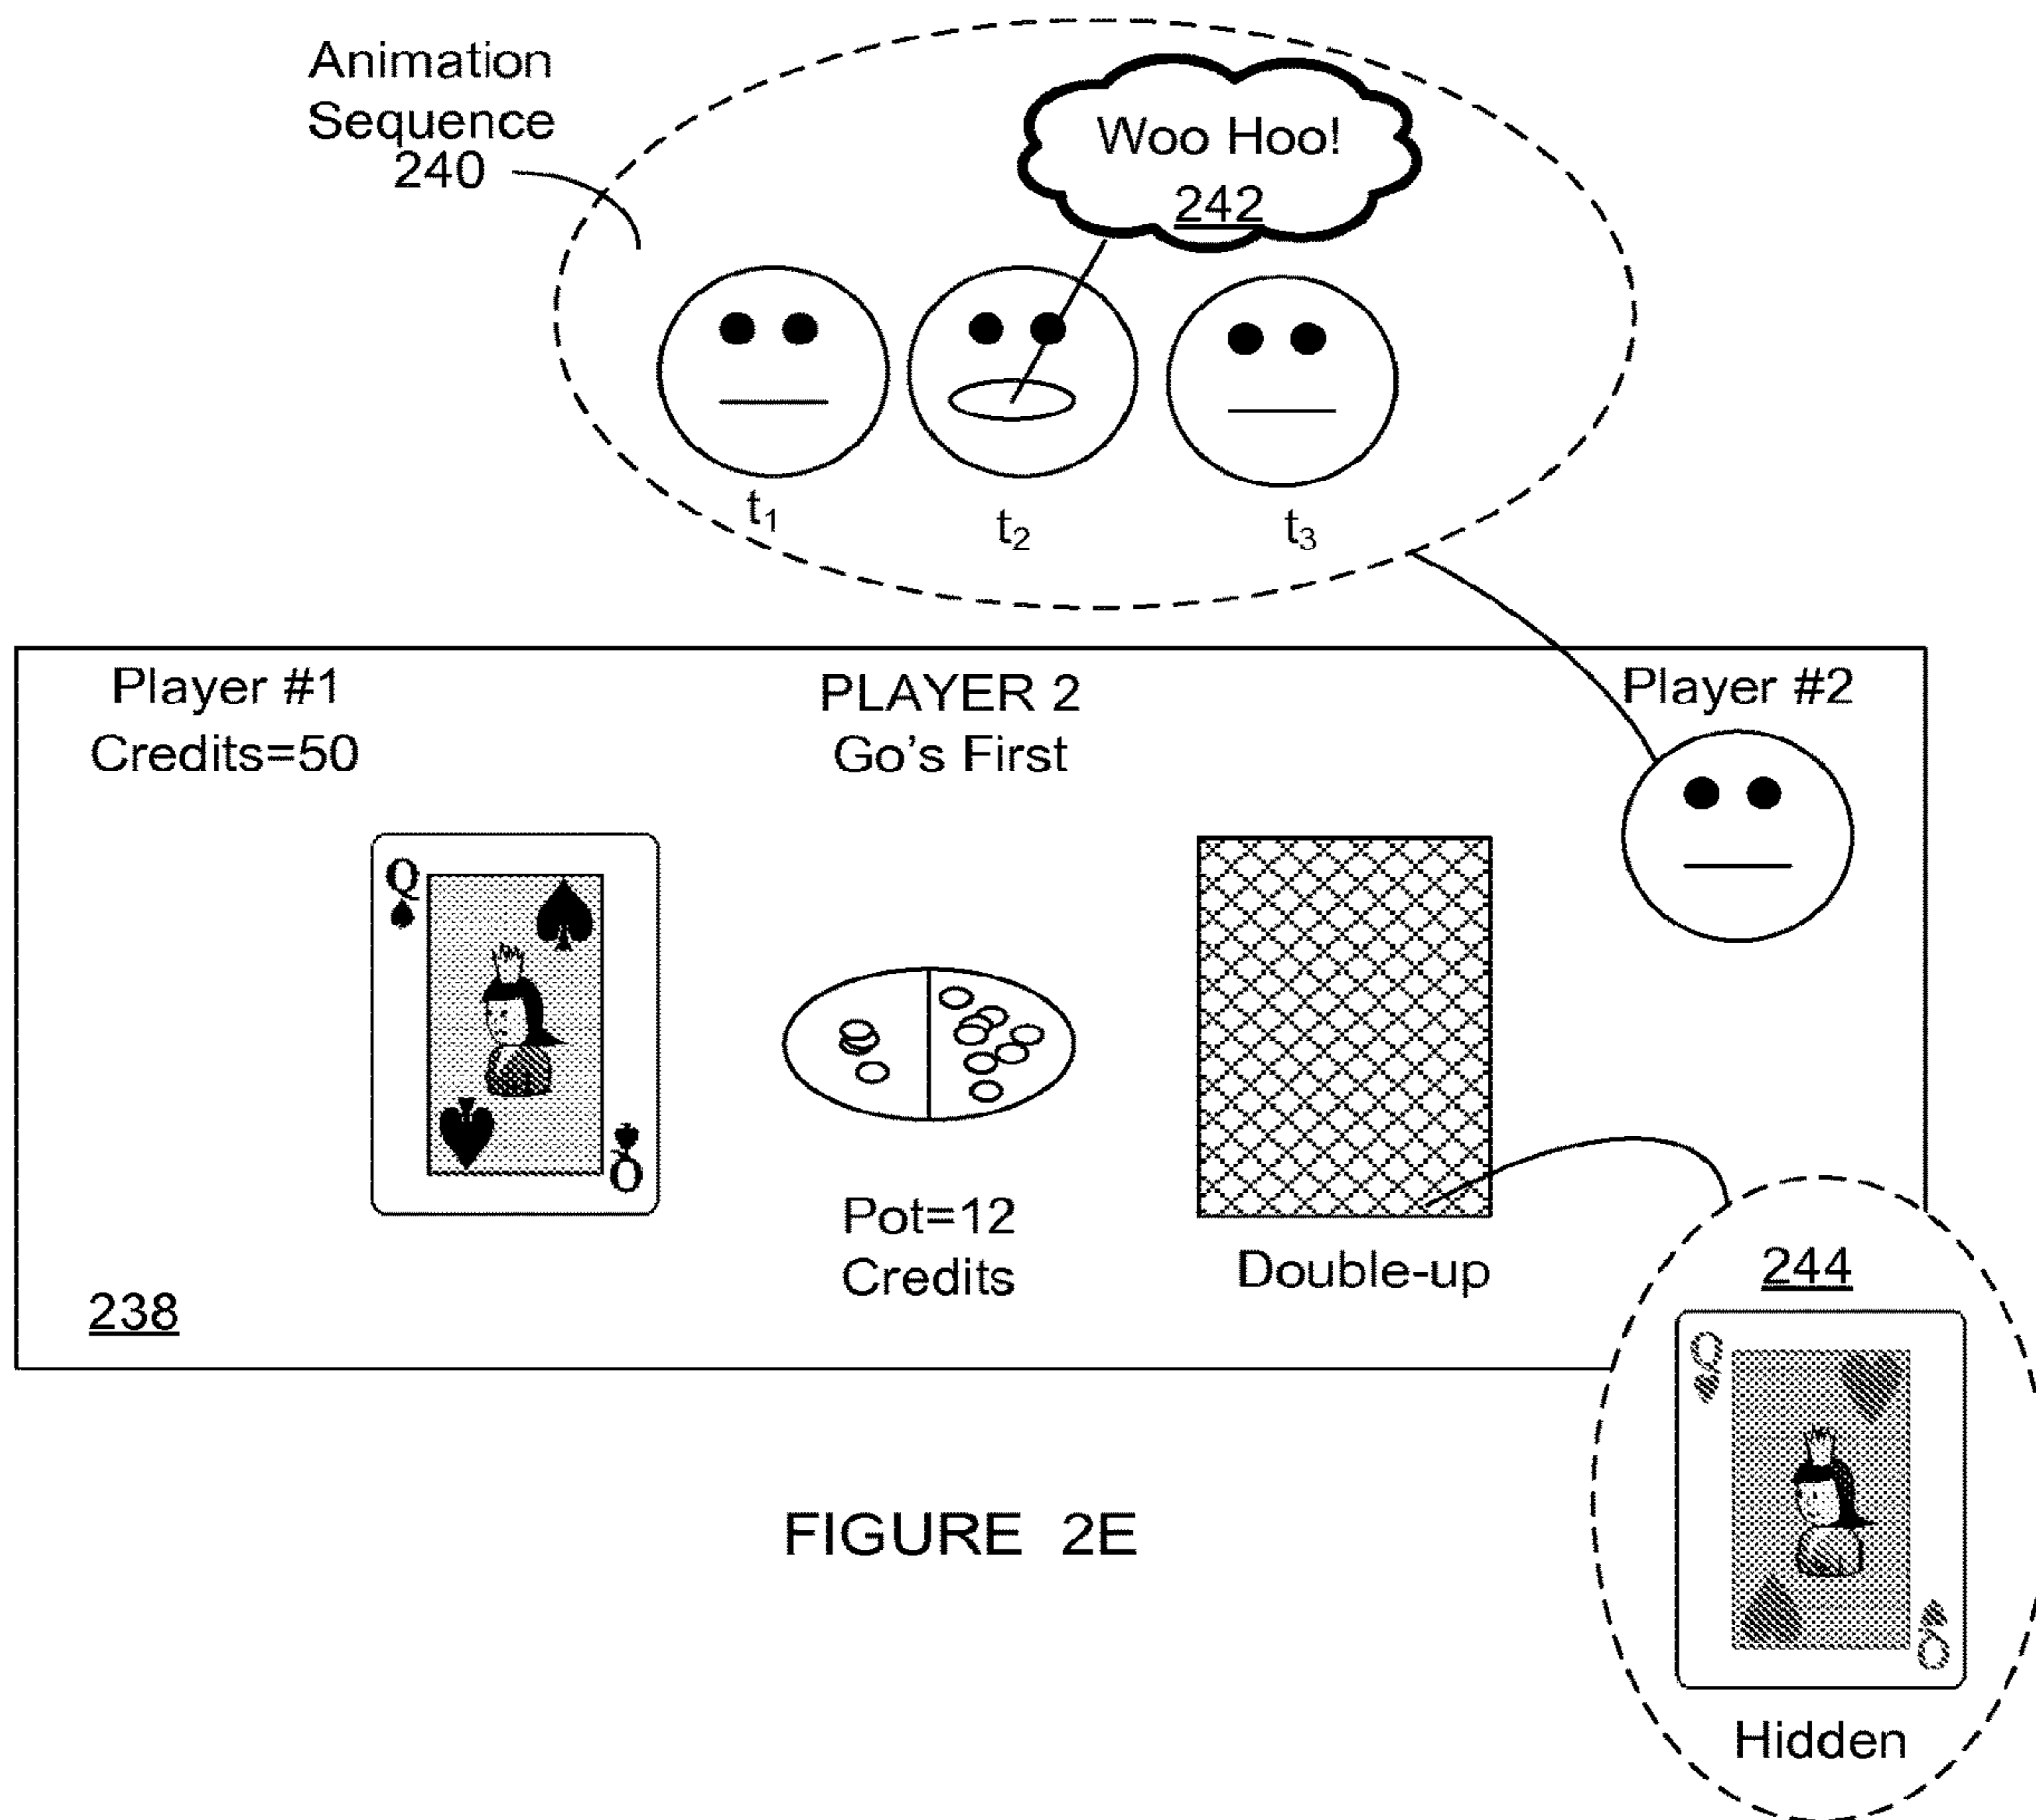 Animation
Sequence
240
Woo Hoo!
242
t₁
t₂
t₃
Player #1
Credits=50
PLAYER 2
Go's First
Player #2
Q
Q
Pot=12
Credits
Double-up
238
244
Q
Q
Hidden
FIGURE 2E